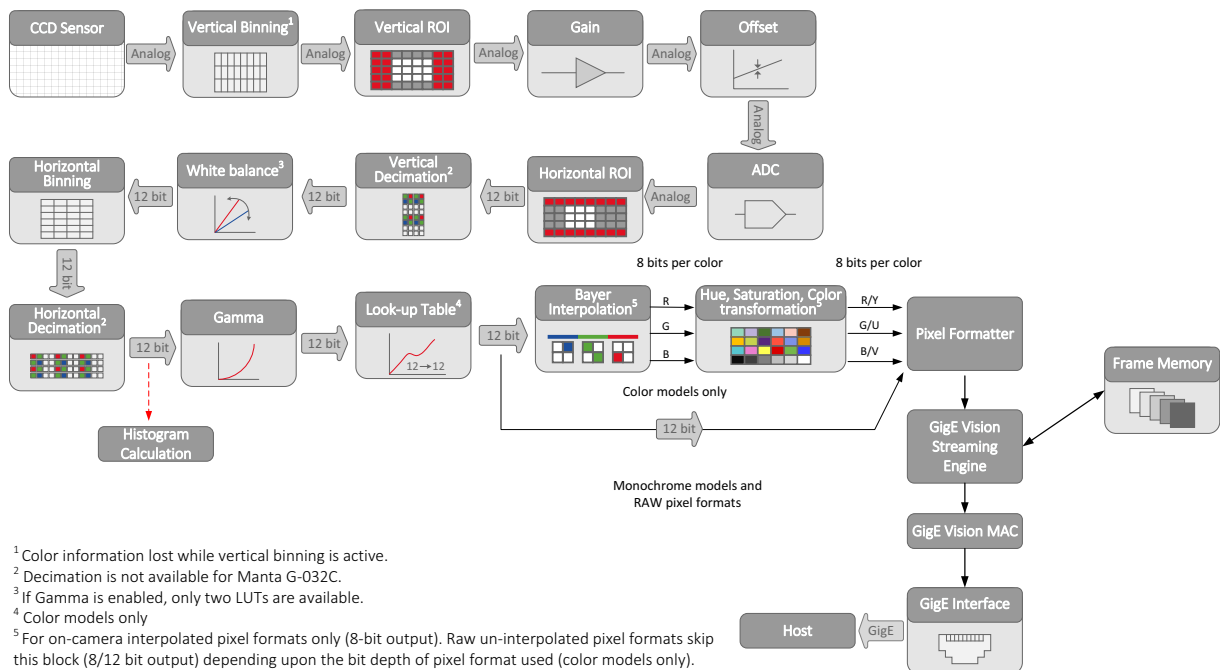 CCD Sensor
Analog
Vertical Binning1
Analog
Vertical ROI
Analog
Gain
Analog
Offset
Analog
ADC
Analog
Horizontal ROI
12 bit
Vertical
Decimation2
12 bit
White balance3
12 bit
Horizontal
Binning
12 bit
Horizontal
Decimation2
12 bit
Histogram
Calculation
Gamma
12 bit
Look-up Table4
12→12
12 bit
Bayer
Interpolation5
8 bits per color
R
G
B
Hue, Saturation, Color
transformation5
8 bits per color
R/Y
G/U
B/V
Color models only
12 bit
Monochrome models and
RAW pixel formats
Pixel Formatter
Frame Memory
GigE Vision
Streaming
Engine
GigE Vision MAC
GigE Interface
GigE
Host
1 Color information lost while vertical binning is active.
2 Decimation is not available for Manta G-032C.
3 If Gamma is enabled, only two LUTs are available.
4 Color models only
5 For on-camera interpolated pixel formats only (8-bit output). Raw un-interpolated pixel formats skip
this block (8/12 bit output) depending upon the bit depth of pixel format used (color models only).